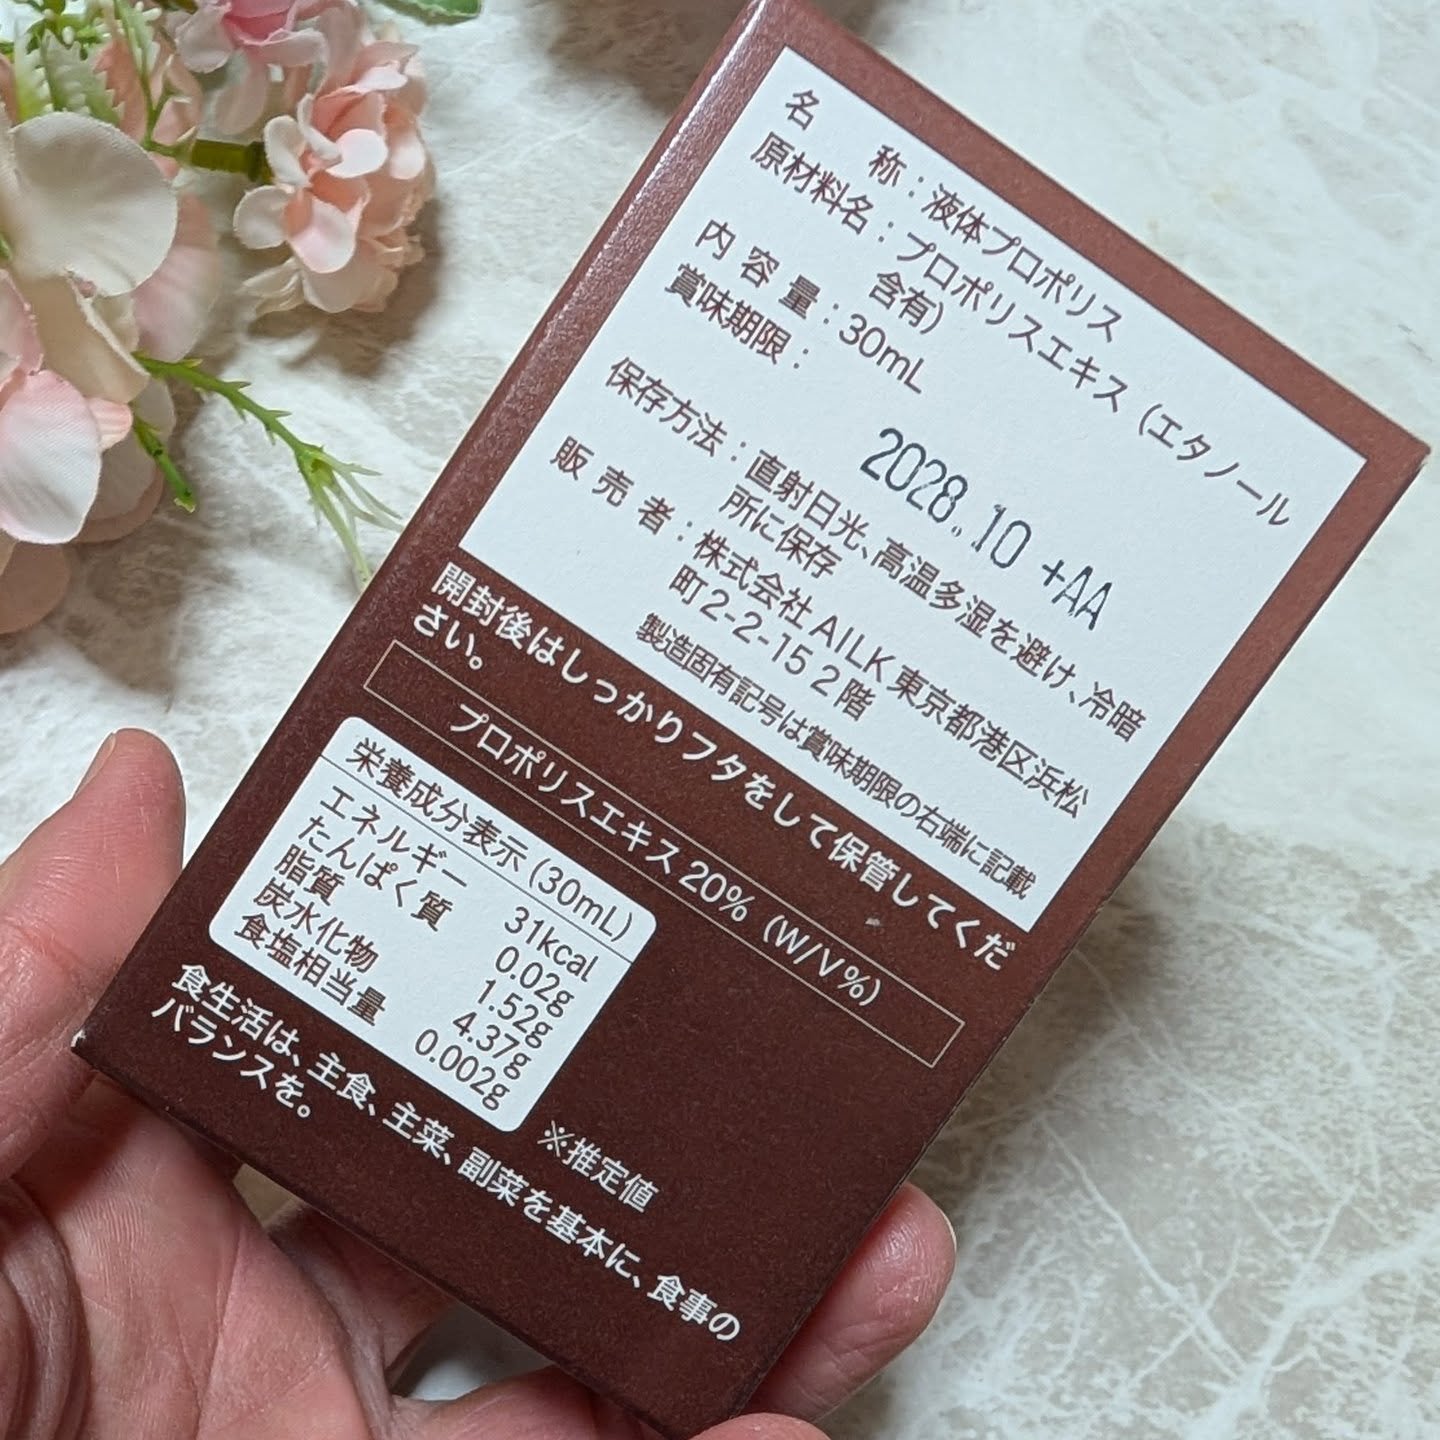 名　　称：液体プロポリス
原材料名：プロポリスエキス（エタノール
含有）
内 容 量：30mL
賞味期限：
2028.10 +AA
保存方法：直射日光、高温多湿を避け、冷暗
所に保存
販 売 者：株式会社AILK 東京都港区浜松
町2-2-15 2階
製造固有記号は賞味期限の右端に記載
開封後はしっかりフタをして保管してくだ
さい。
プロポリスエキス20% (W/V%)
栄養成分表示 (30mL)
エネルギー 31kcal
たんぱく質 0.02g
脂質 1.52g
炭水化物 4.37g
食塩相当量 0.002g
※推定値
食生活は、主食、主菜、副菜を基本に、食事の
バランスを。